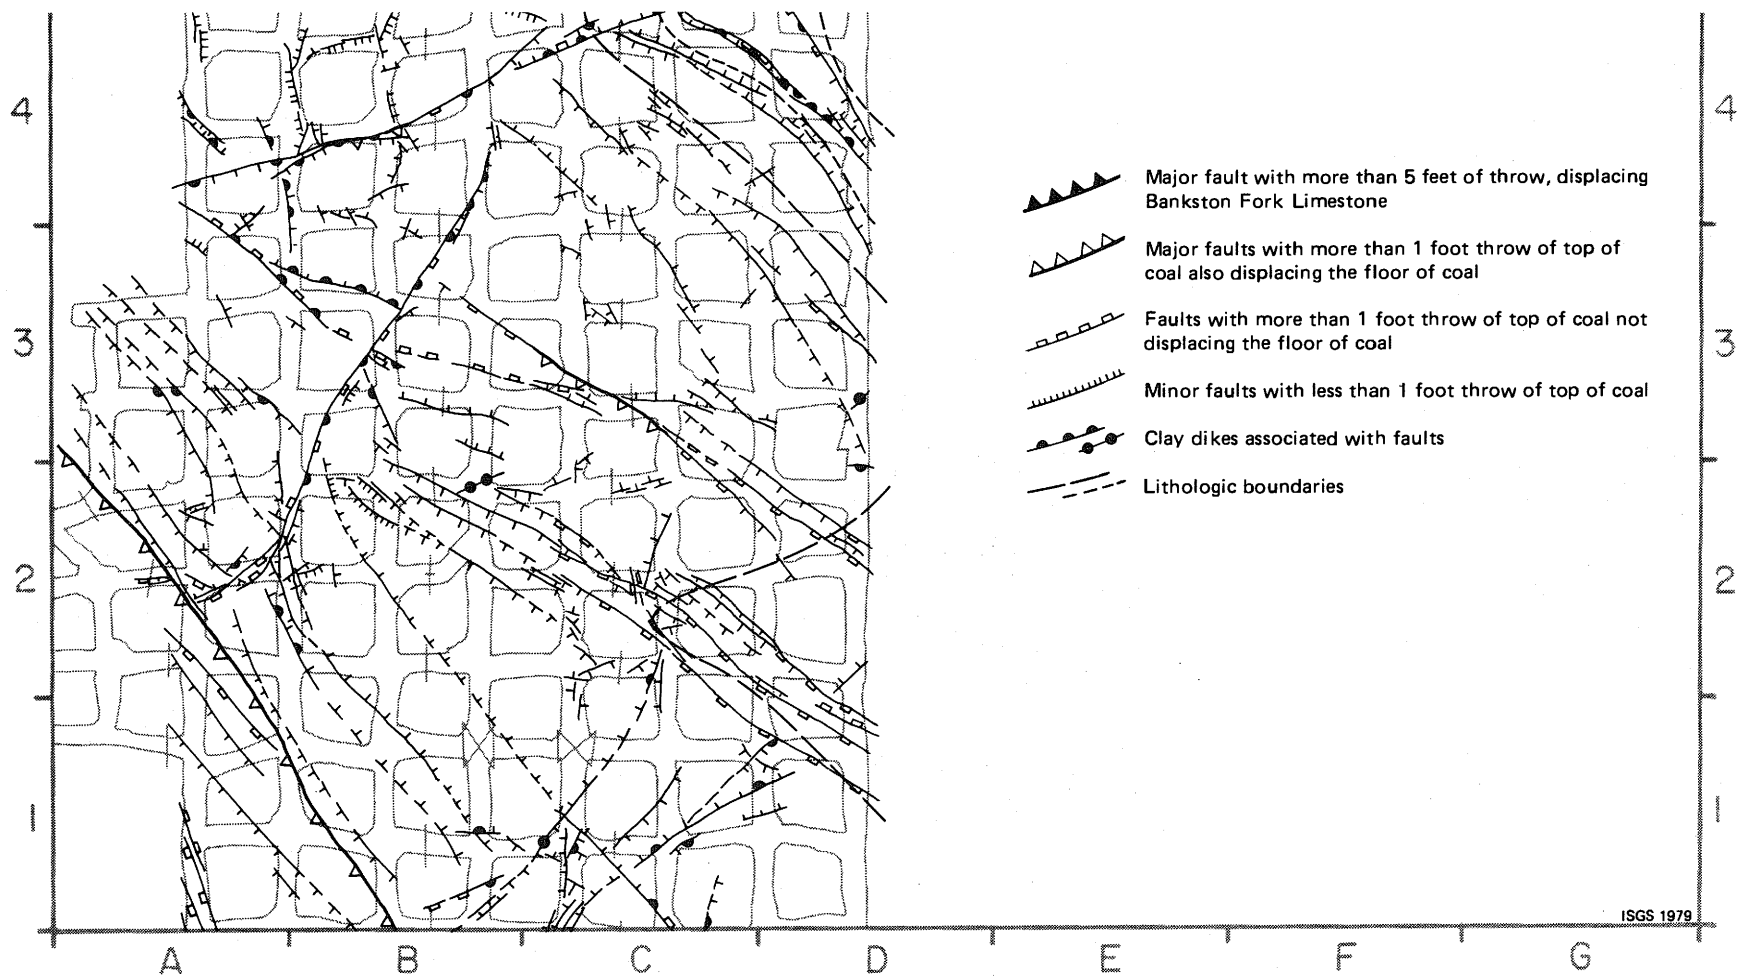 4
4
Major fault with more than 5 feet of throw, displacing
Bankston Fork Limestone
Major faults with more than 1 foot throw of top of
coal also displacing the floor of coal
Faults with more than 1 foot throw of top of coal not
displacing the floor of coal
3
3
Minor faults with less than 1 foot throw of top of coal
Clay dikes associated with faults
Lithologic boundaries
2
2
1
1
ISGS 1979
A B C D E F G